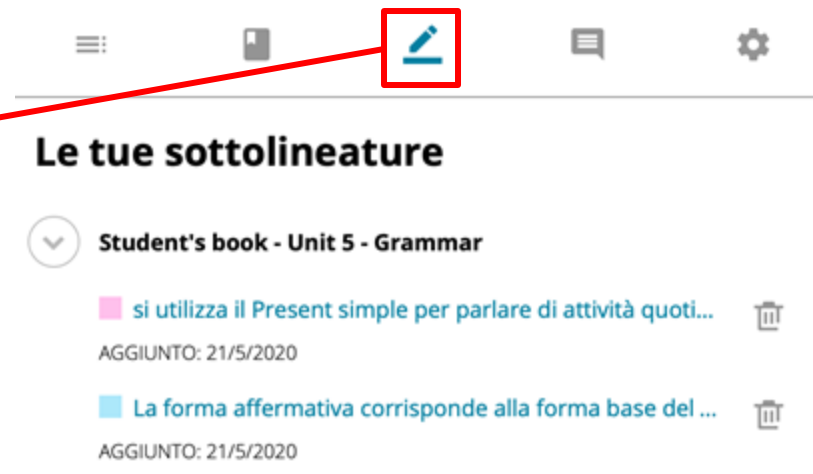 Le tue sottolineature
Student's book - Unit 5 - Grammar
si utilizza il Present simple per parlare di attività quoti...
AGGIUNTO: 21/5/2020
La forma affermativa corrisponde alla forma base del ...
AGGIUNTO: 21/5/2020